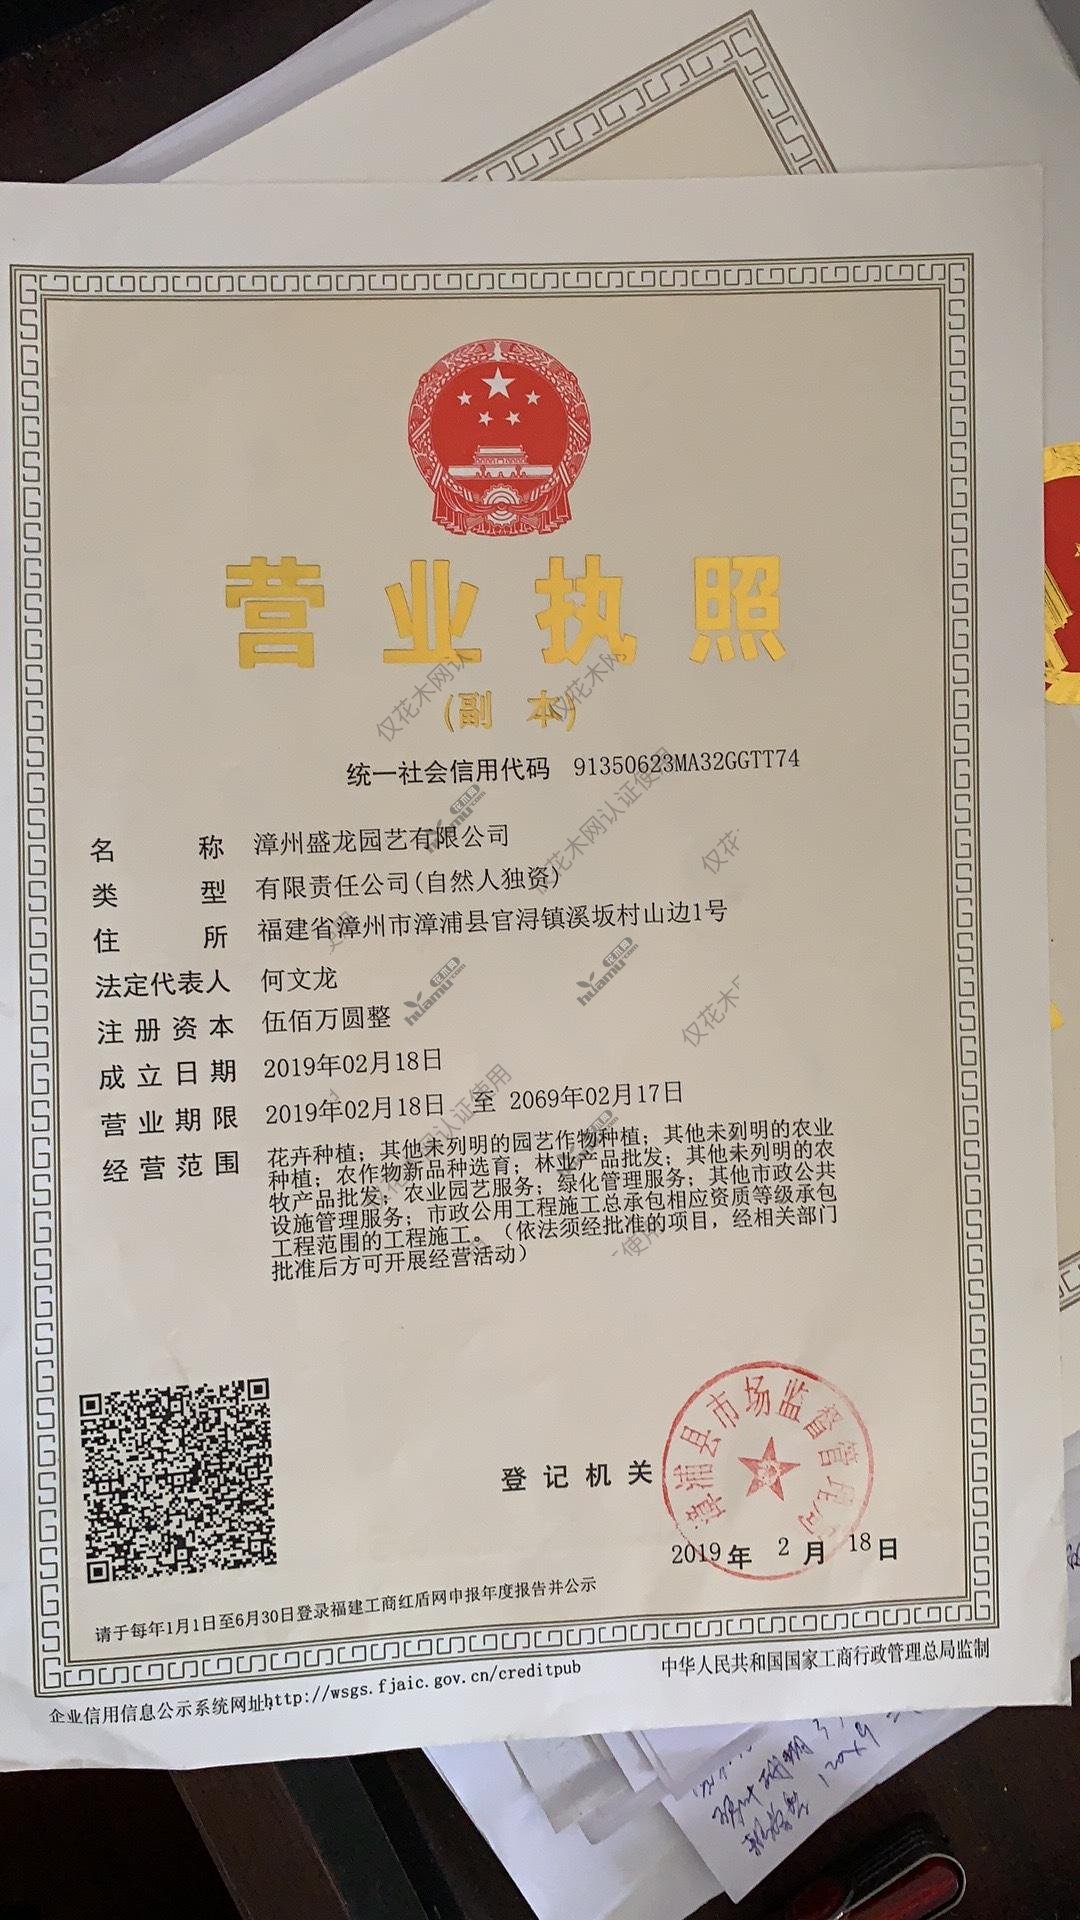 营业执照
(副 本)
统一社会信用代码 91350623MA32GGTT74
名称 漳州盛龙园艺有限公司
类型 有限责任公司(自然人独资)
住所 福建省漳州市漳浦县官浔镇溪坂村山边1号
法定代表人 何文龙
注册资本 伍佰万圆整
成立日期 2019年02月18日
营业期限 2019年02月18日 至 2069年02月17日
经营范围 花卉种植；其他未列明的园艺作物种植；其他未列明的农业
种植；农作物新品种选育；林业产品批发；其他未列明的农
牧产品批发；农业园艺服务；绿化管理服务；其他市政公共
设施管理服务；市政公用工程施工总承包相应资质等级承包
工程范围的工程施工。（依法须经批准的项目，经相关部门
批准后方可开展经营活动）
登记机关
漳浦县市场监督管理局
2019年 2月 18日
请于每年1月1日至6月30日登录福建工商红盾网申报年度报告并公示
企业信用信息公示系统网址:http://wsgs.fjaic.gov.cn/creditpub
中华人民共和国国家工商行政管理总局监制
仅花木网认证使用
花木网
huamu.com